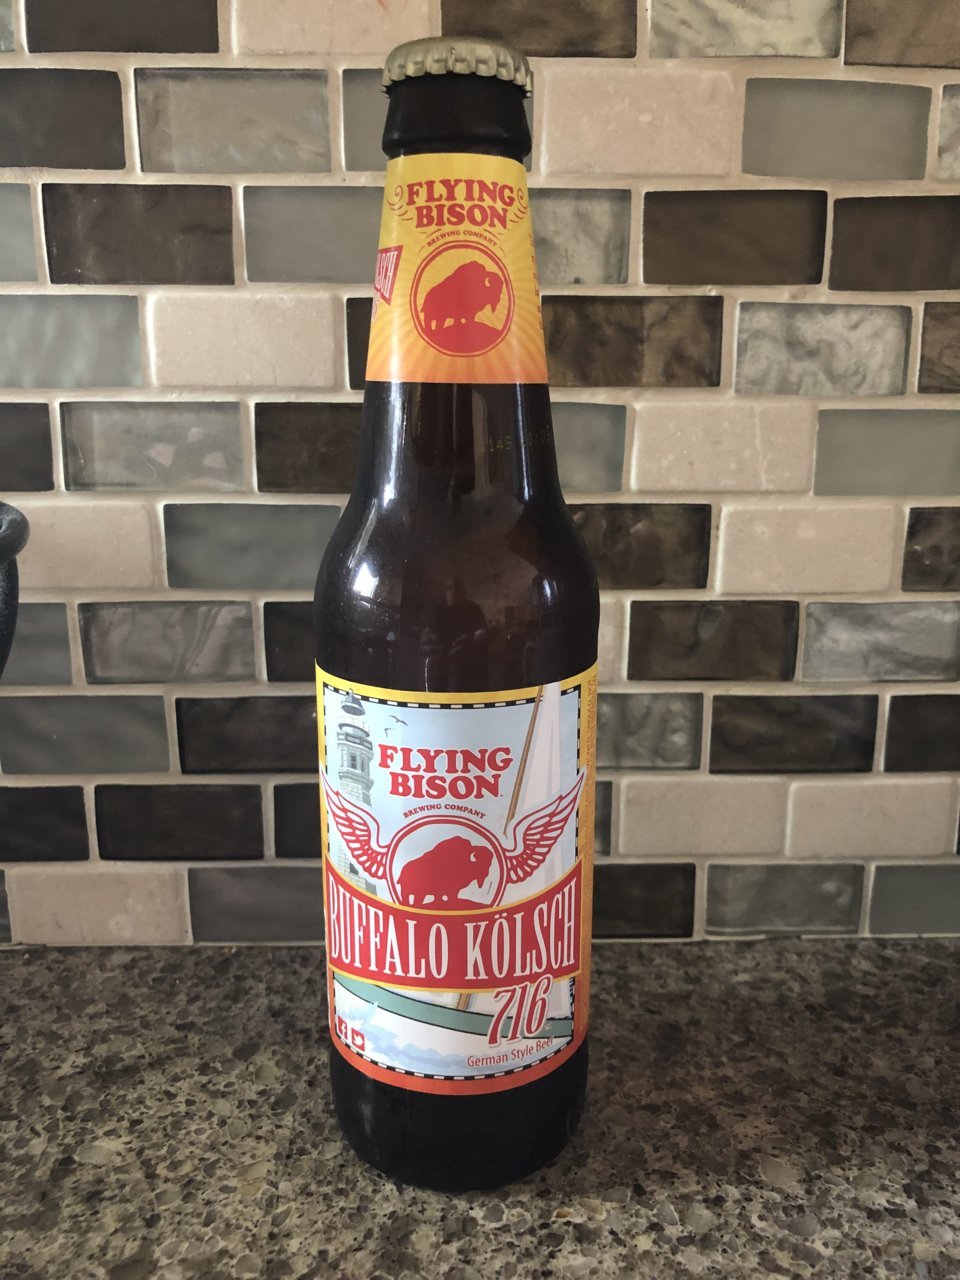 FLYING
BISON
BREWING COMPANY
FLYING
BISON
BREWING COMPANY
BUFFALO KÖLSCH
716
German Style Beer